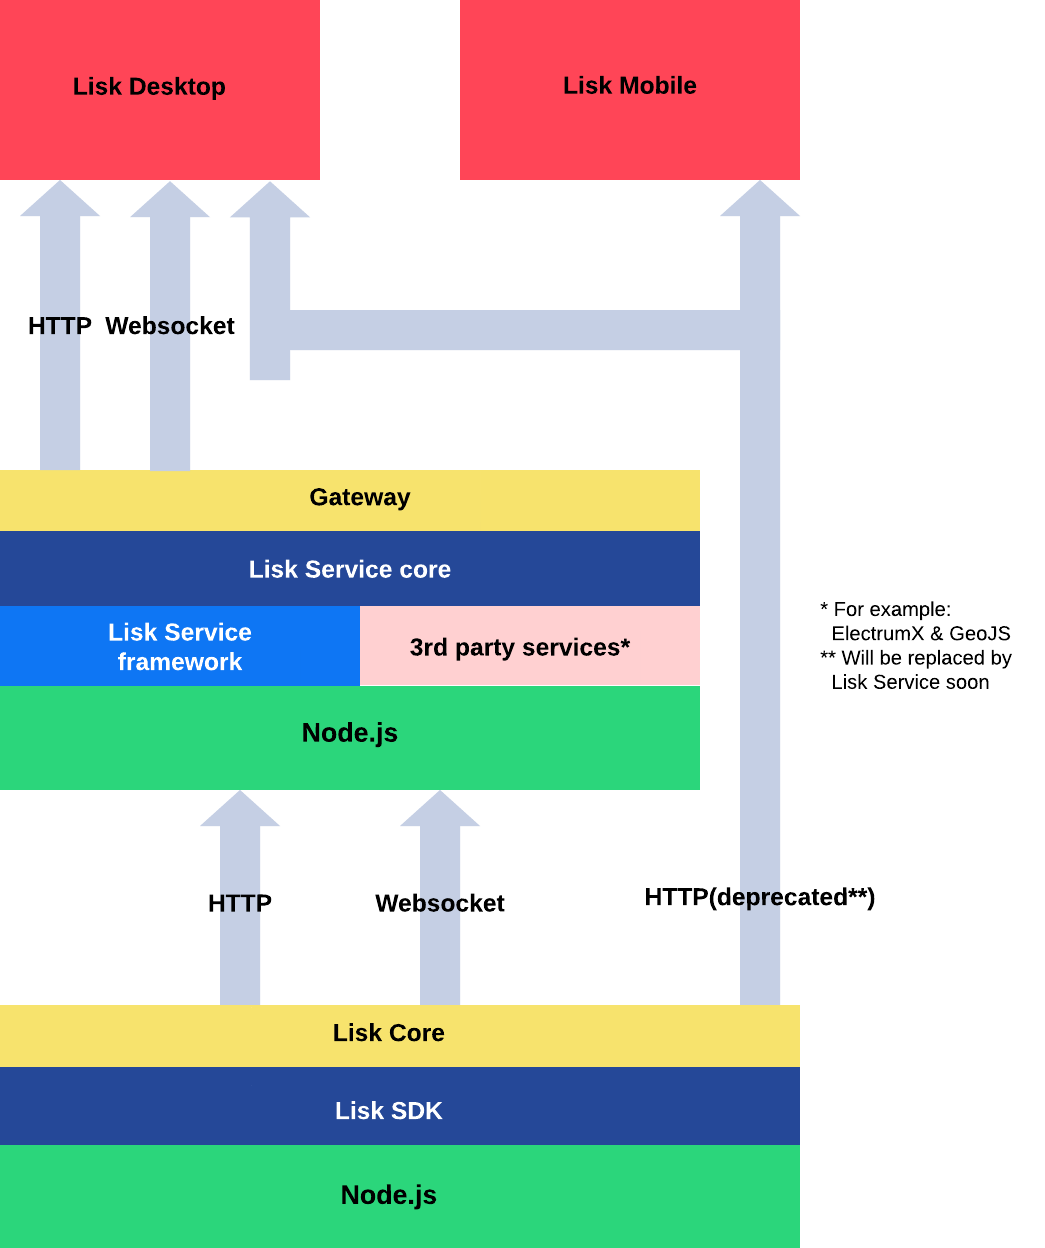 Lisk Desktop
Lisk Mobile
HTTP
Websocket
Gateway
Lisk Service core
Lisk Service
framework
3rd party services*
Node.js
* For example:
ElectrumX & GeoJS
** Will be replaced by
Lisk Service soon
HTTP
Websocket
HTTP(deprecated**)
Lisk Core
Lisk SDK
Node.js